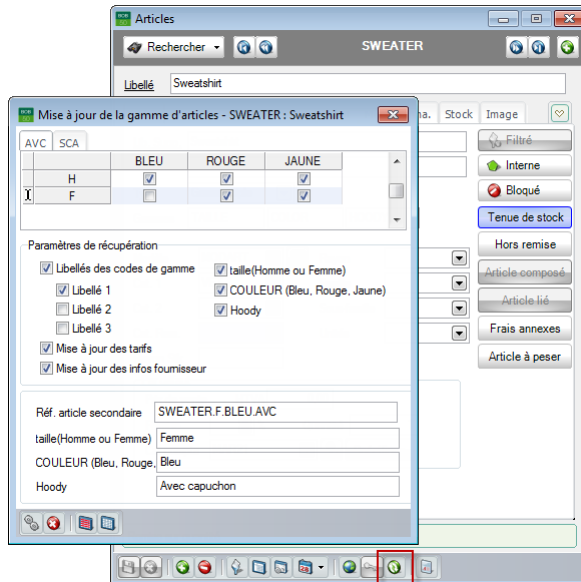 Articles
Rechercher
SWEATER
Libellé Sweatshirt
Mise à jour de la gamme d'articles - SWEATER : Sweatshirt
na. Stock Image
AVC SCA
Filtré
BLEU ROUGE JAUNE
Interne
H
Bloqué
F
Tenue de stock
Hors remise
Paramètres de récupération
Libellés des codes de gamme taille(Homme ou Femme)
Article composé
Libellé 1 COULEUR (Bleu, Rouge, Jaune)
Article lié
Libellé 2 Hoody
Libellé 3
Frais annexes
Mise à jour des tarifs
Article à peser
Mise à jour des infos fournisseur
Réf. article secondaire SWEATER.F.BLEU.AVC
taille(Homme ou Femme) Femme
COULEUR (Bleu, Rouge, Bleu
Hoody Avec capuchon